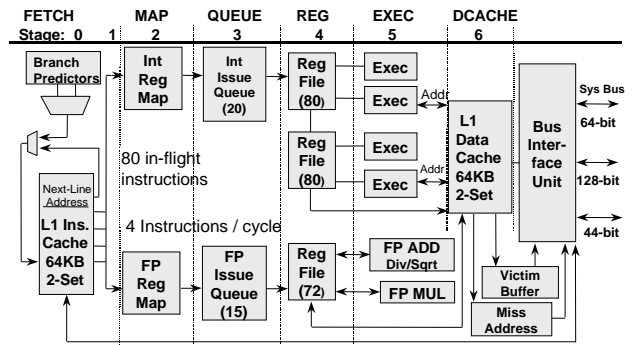 FETCH MAP QUEUE REG EXEC DCACHE
Stage: 0 1 2 3 4 5 6
Branch
Predictors
Next-Line
Address
L1 Ins.
Cache
64KB
2-Set
Int
Reg
Map
Int
Issue
Queue
(20)
Reg
File
(80)
Exec
Exec
Addr
80 in-flight
instructions
Reg
File
(80)
Exec
Addr
Exec
L1
Data
Cache
64KB
2-Set
Bus
Inter-
face
Unit
Sys Bus
64-bit
128-bit
44-bit
4 Instructions / cycle
FP
Reg
Map
FP
Issue
Queue
(15)
Reg
File
(72)
FP ADD
Div/Sqrt
FP MUL
Victim
Buffer
Miss
Address